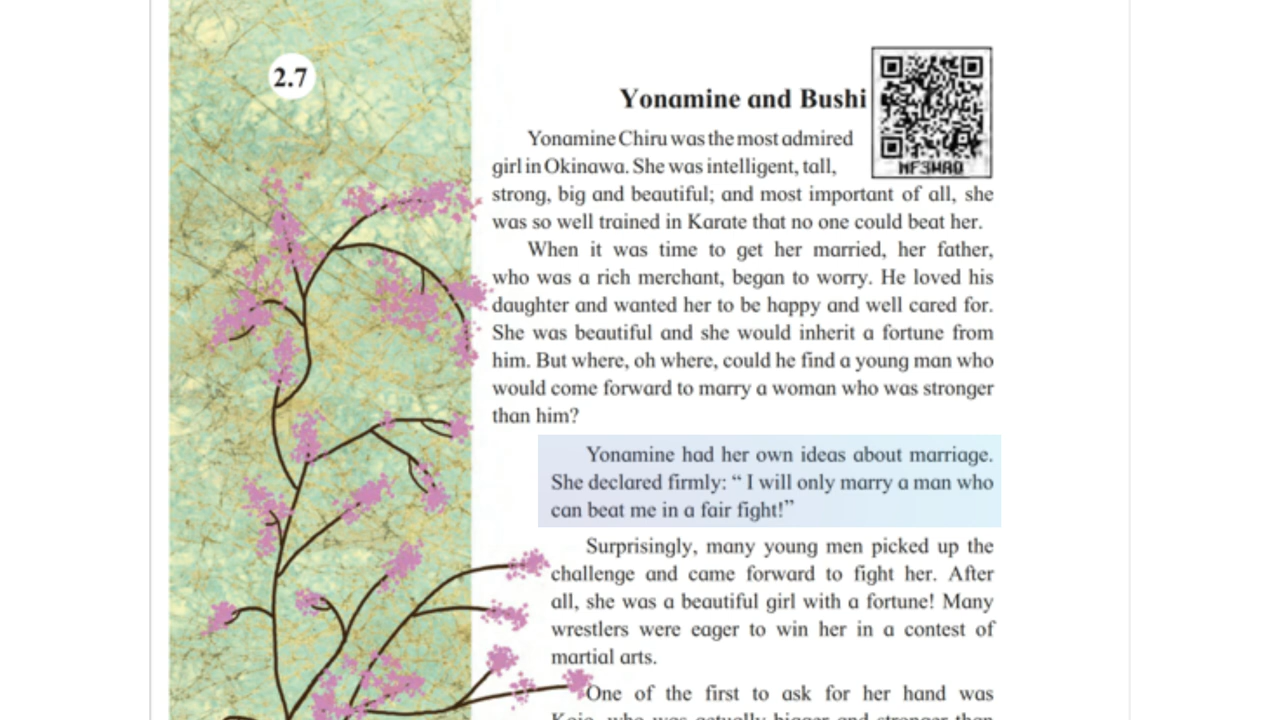 2.7
Yonamine and Bushi
NF3WAQ
Yonamine Chiru was the most admired
girl in Okinawa. She was intelligent, tall,
strong, big and beautiful; and most important of all, she
was so well trained in Karate that no one could beat her.
When it was time to get her married, her father,
who was a rich merchant, began to worry. He loved his
daughter and wanted her to be happy and well cared for.
She was beautiful and she would inherit a fortune from
him. But where, oh where, could he find a young man who
would come forward to marry a woman who was stronger
than him?
Yonamine had her own ideas about marriage.
She declared firmly: “ I will only marry a man who
can beat me in a fair fight!”
Surprisingly, many young men picked up the
challenge and came forward to fight her. After
all, she was a beautiful girl with a fortune! Many
wrestlers were eager to win her in a contest of
martial arts.
One of the first to ask for her hand was
who was actually bigger and stronger than